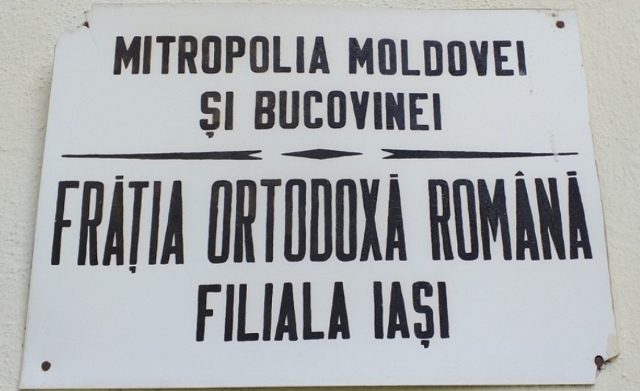 MITROPOLIA MOLDOVEI
ȘI BUCOVINEI
FRĂȚIA ORTODOXĂ ROMÂNĂ
FILIALA IAȘI